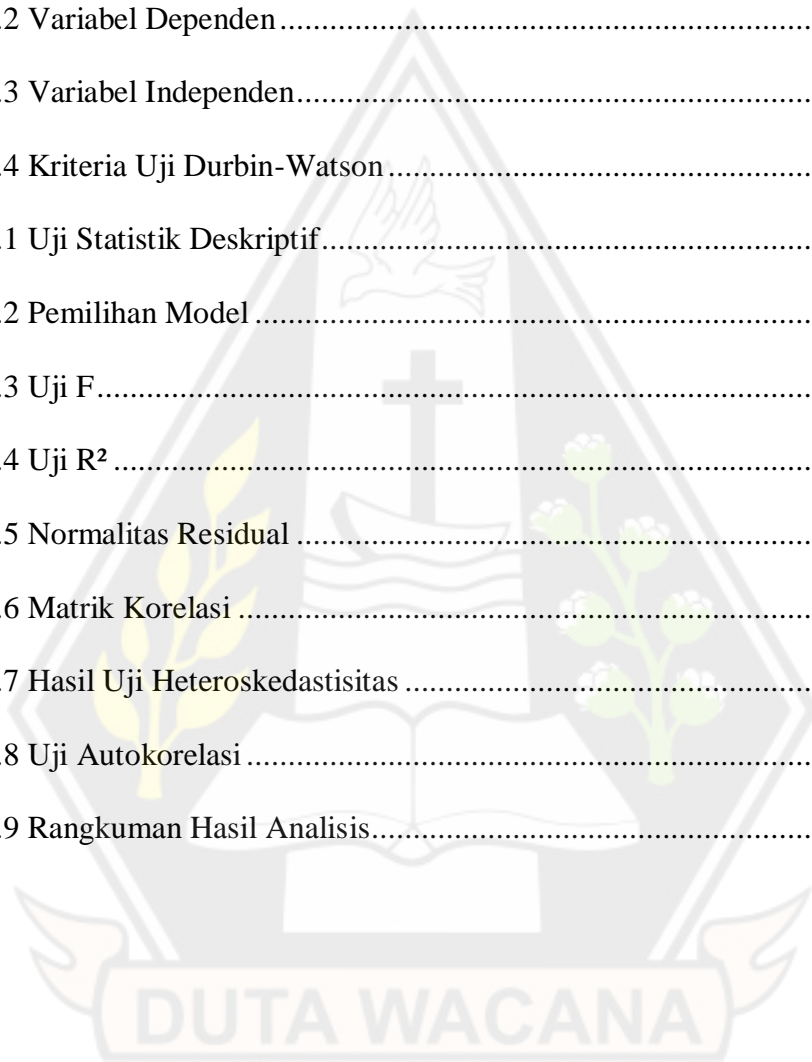 .2 Variabel Dependen........................................................................
.3 Variabel Independen......................................................................
.4 Kriteria Uji Durbin-Watson..........................................................
.1 Uji Statistik Deskriptif...................................................................
.2 Pemilihan Model...........................................................................
.3 Uji F...............................................................................................
.4 Uji R².............................................................................................
.5 Normalitas Residual......................................................................
.6 Matrik Korelasi.............................................................................
.7 Hasil Uji Heteroskedastisitas........................................................
.8 Uji Autokorelasi............................................................................
.9 Rangkuman Hasil Analisis............................................................
DUTA WACANA